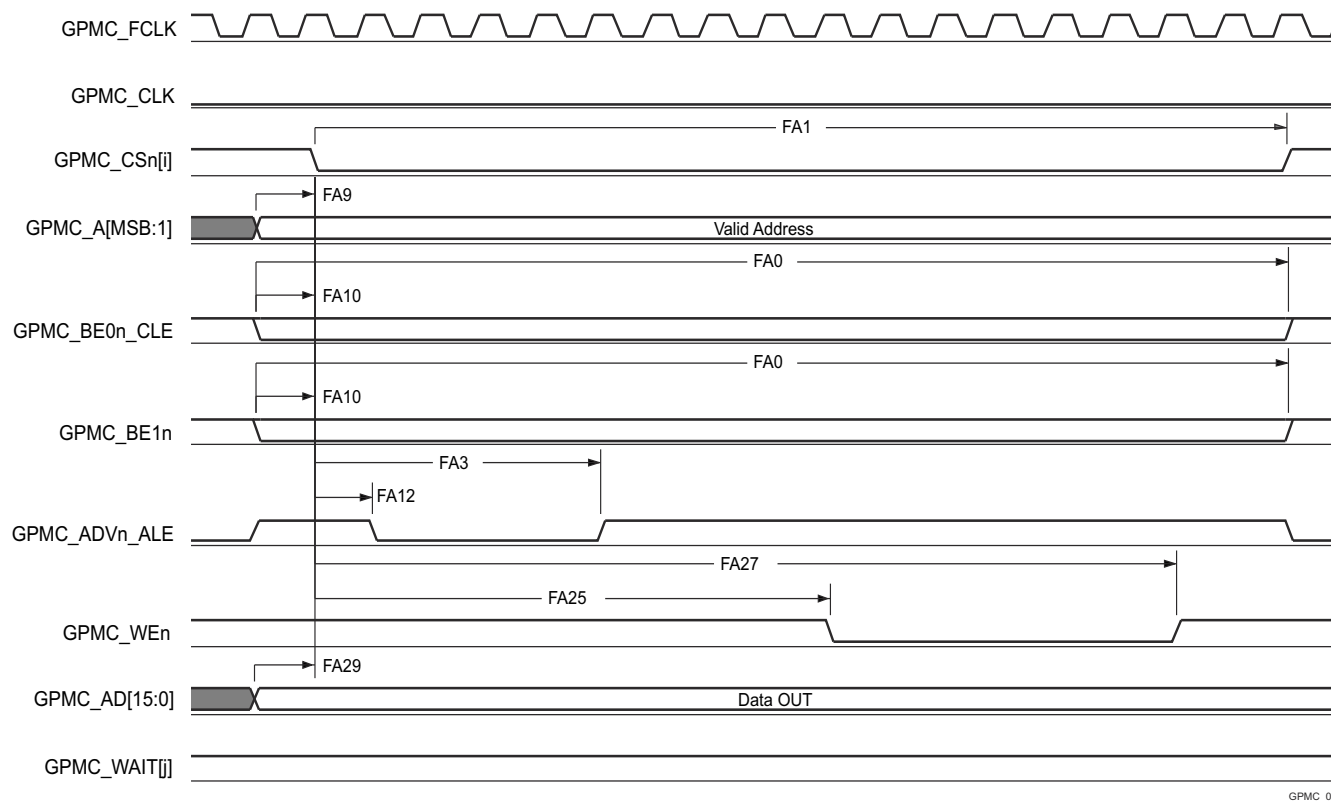 GPMC_FCLK
GPMC_CLK
FA1
GPMC_CSn[i]
FA9
GPMC_A[MSB:1]
Valid Address
FA0
FA10
GPMC_BE0n_CLE
FA0
FA10
GPMC_BE1n
FA3
FA12
GPMC_ADVn_ALE
FA27
FA25
GPMC_WEn
FA29
GPMC_AD[15:0]
Data OUT
GPMC_WAIT[j]
GPMC_0